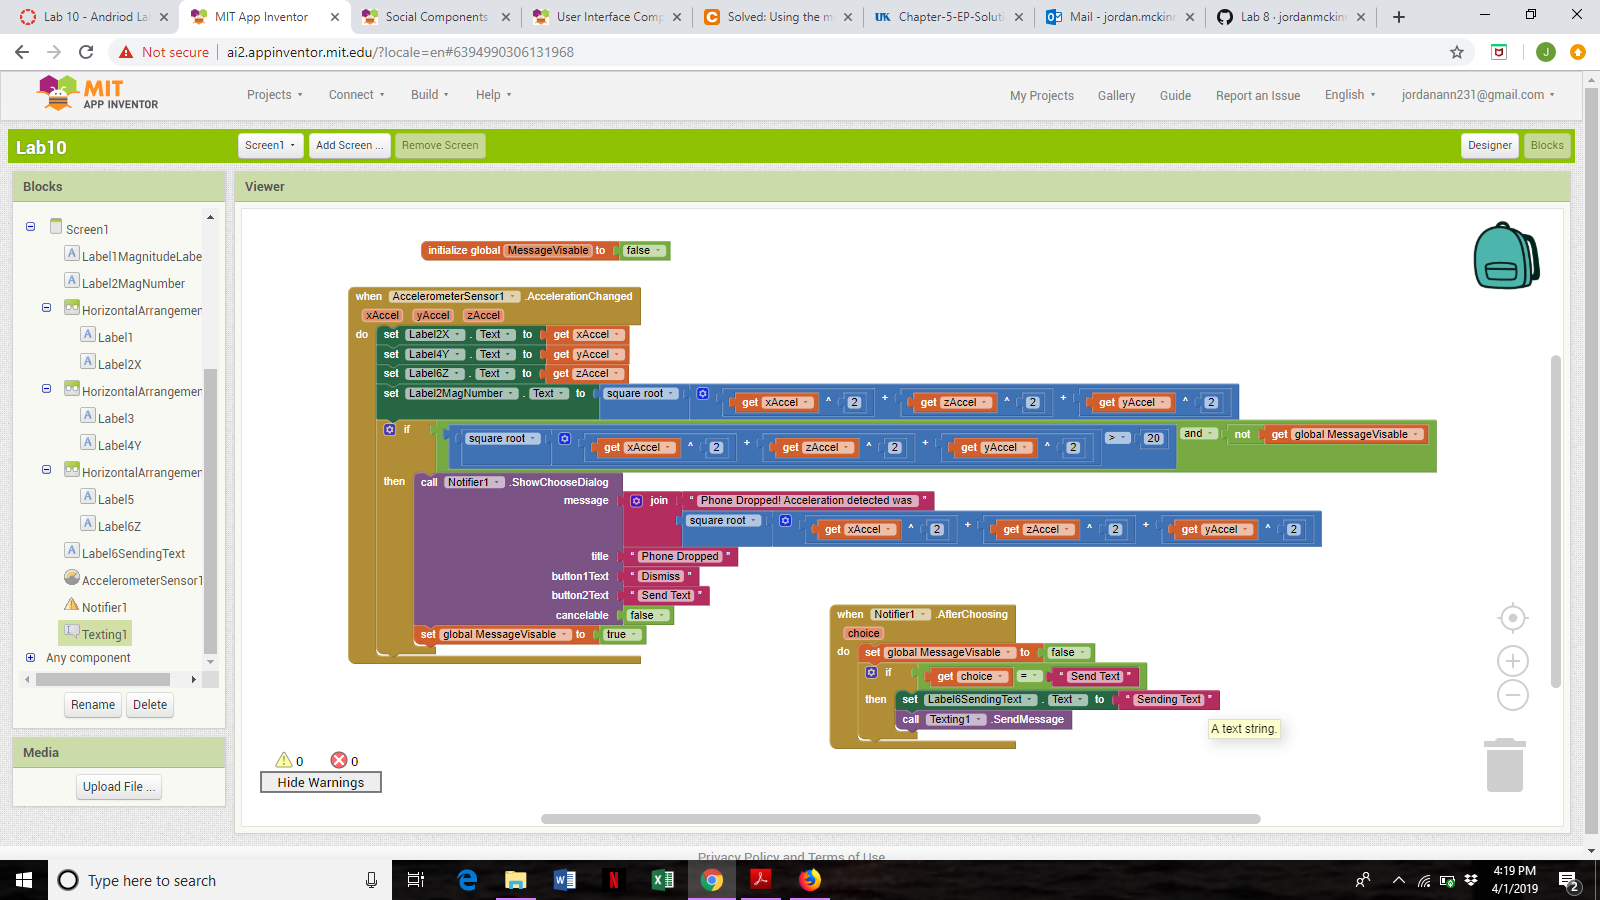 Lab 10 - Andriod Lal
MIT App Inventor
Social Components
User Interface Comp
Solved: Using the m
Chapter-5-EP-Soluti
Mail - jordan.mckinn
Lab 8 · jordanmckinn
Not secure | ai2.appinventor.mit.edu/?locale=en#6394990306131968
J
MIT
APP INVENTOR
Projects
Connect
Build
Help
My Projects
Gallery
Guide
Report an Issue
English
jordanann231@gmail.com
Lab10
Screen1
Add Screen ...
Remove Screen
Designer
Blocks
Blocks
Viewer
Screen1
Label1MagnitudeLabe
Label2MagNumber
HorizontalArrangemer
Label1
Label2X
HorizontalArrangemer
Label3
Label4Y
HorizontalArrangemer
Label5
Label6Z
Label6SendingText
AccelerometerSensor1
Notifier1
Texting1
Any component
Rename
Delete
Media
Upload File ...
initialize global MessageVisable to false
when AccelerometerSensor1 .AccelerationChanged
xAccel yAccel zAccel
do set Label2X . Text to get xAccel
set Label4Y . Text to get yAccel
set Label6Z . Text to get zAccel
set Label2MagNumber . Text to square root get xAccel ^ 2 + get zAccel ^ 2 + get yAccel ^ 2
if square root get xAccel ^ 2 + get zAccel ^ 2 + get yAccel ^ 2 > 20 and not get global MessageVisable
then call Notifier1 .ShowChooseDialog
message join " Phone Dropped! Acceleration detected was "
square root get xAccel ^ 2 + get zAccel ^ 2 + get yAccel ^ 2
title " Phone Dropped "
button1Text " Dismiss "
button2Text " Send Text "
cancelable false
set global MessageVisable to true
when Notifier1 .AfterChoosing
choice
do set global MessageVisable to false
if get choice = " Send Text "
then set Label6SendingText . Text to " Sending Text "
call Texting1 .SendMessage
A text string.
0 0
Hide Warnings
Privacy Policy and Terms of Use
Type here to search
4:19 PM
4/1/2019
2